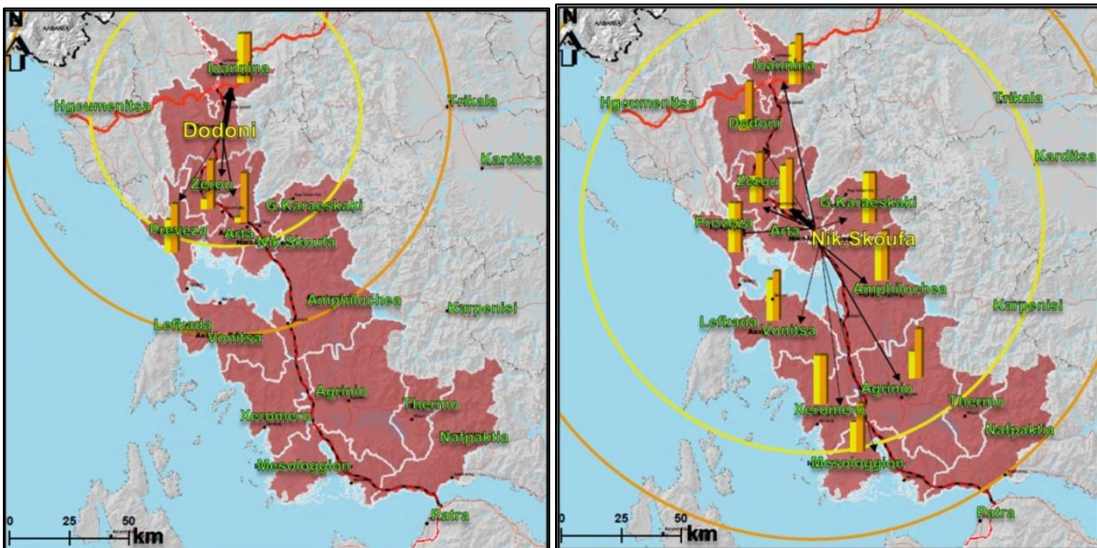 N
ALBANIA
Ioannina
Hgoumenitsa
Trikala
Dodoni
Karditsa
Zerou
G.Karaeskaki
Preveza
Arta
Nik.Skoufa
Amphilochea
Karpenisi
Lefkada
Vonitsa
Agrinio
Thermo
Xeromero
Nafpaktia
Mesologgion
Patra
0 25 50
km
N
ALBANIA
Ioannina
Hgoumenitsa
Trikala
Dodoni
Karditsa
Zerou
G.Karaeskaki
Preveza
Arta
Nik.Skoufa
Amphilochea
Karpenisi
Lefkada
Vonitsa
Agrinio
Thermo
Xeromero
Nafpaktia
Mesologgion
Patra
0 25 50
km